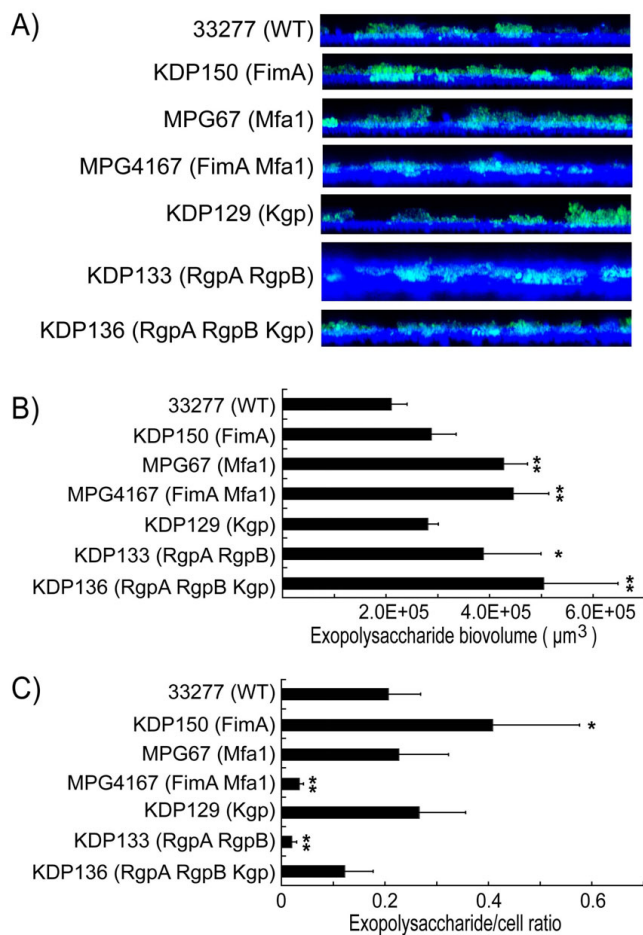 A)
33277 (WT)
KDP150 (FimA)
MPG67 (Mfa1)
MPG4167 (FimA Mfa1)
KDP129 (Kgp)
KDP133 (RgpA RgpB)
KDP136 (RgpA RgpB Kgp)
B)
33277 (WT)
KDP150 (FimA)
MPG67 (Mfa1) **
MPG4167 (FimA Mfa1) **
KDP129 (Kgp)
KDP133 (RgpA RgpB) *
KDP136 (RgpA RgpB Kgp) **
2.0E+05 4.0E+05 6.0E+05
Exopolysaccharide biovolume ( µm³ )
C)
33277 (WT)
KDP150 (FimA) *
MPG67 (Mfa1)
MPG4167 (FimA Mfa1) **
KDP129 (Kgp)
KDP133 (RgpA RgpB) **
KDP136 (RgpA RgpB Kgp)
0 0.2 0.4 0.6
Exopolysaccharide/cell ratio